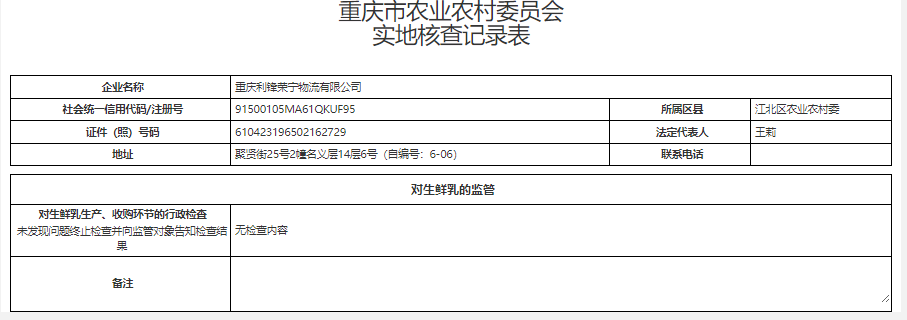 重庆市农业农村委员会
实地核查记录表
企业名称 重庆利锋荣宁物流有限公司
社会统一信用代码/注册号 91500105MA61QKUF95 所属区县 江北区农业农村委
证件（照）号码 610423196502162729 法定代表人 王莉
地址 聚贤街25号2幢名义层14层6号（自编号：6-06） 联系电话
对生鲜乳的监管
对生鲜乳生产、收购环节的行政检查
未发现问题终止检查并向监管对象告知检查结
果
无检查内容
备注